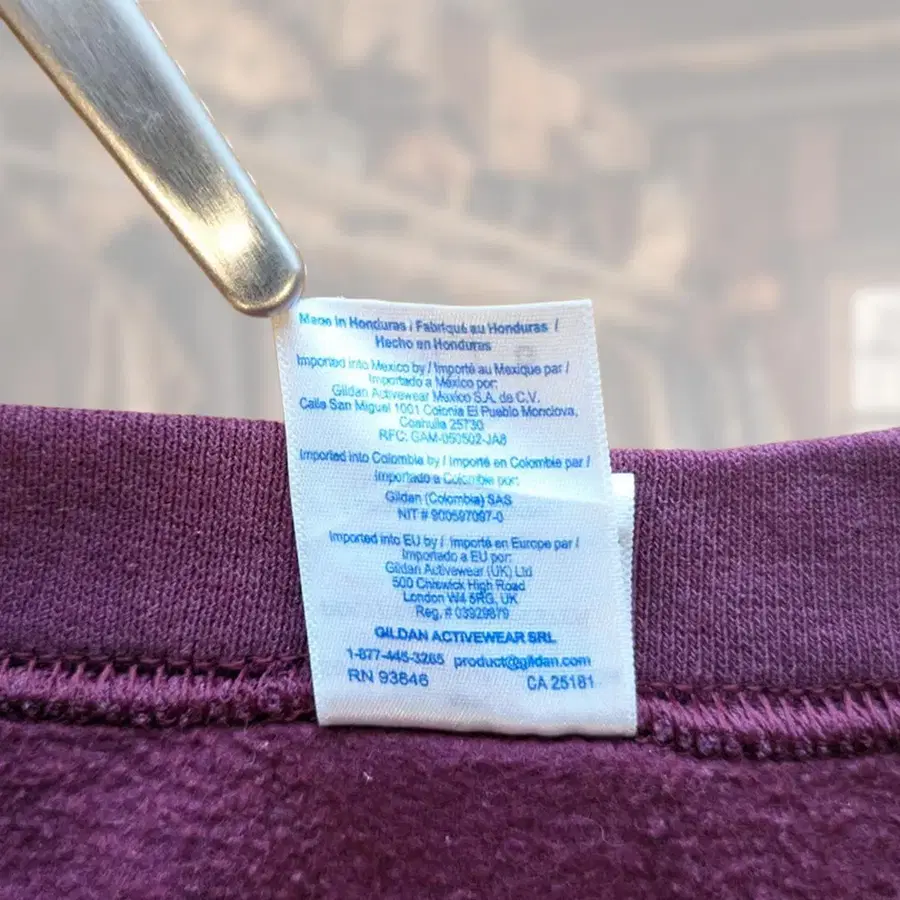 Made in Honduras / Fabriqué au Honduras /
Hecho en Honduras
Imported into Mexico by / Importé au Mexique par /
Importado a México por:
Gildan Activewear Mexico S.A. de C.V.
Calle San Miguel 1001 Colonia El Pueblo Monclova,
Coahuila 25730
RFC: GAM-050502-JA8
Imported into Colombia by / Importé en Colombie par /
Importado a Colombia por:
Gildan (Colombia) SAS
NIT # 900597097-0
Imported into EU by / Importé en Europe par /
Importado a EU por:
Gildan Activewear (UK) Ltd
500 Chiswick High Road
London W4 5RG, UK
Reg. # 03929879
GILDAN ACTIVEWEAR SRL
1-877-445-3265 product@gildan.com
RN 93846 CA 25181